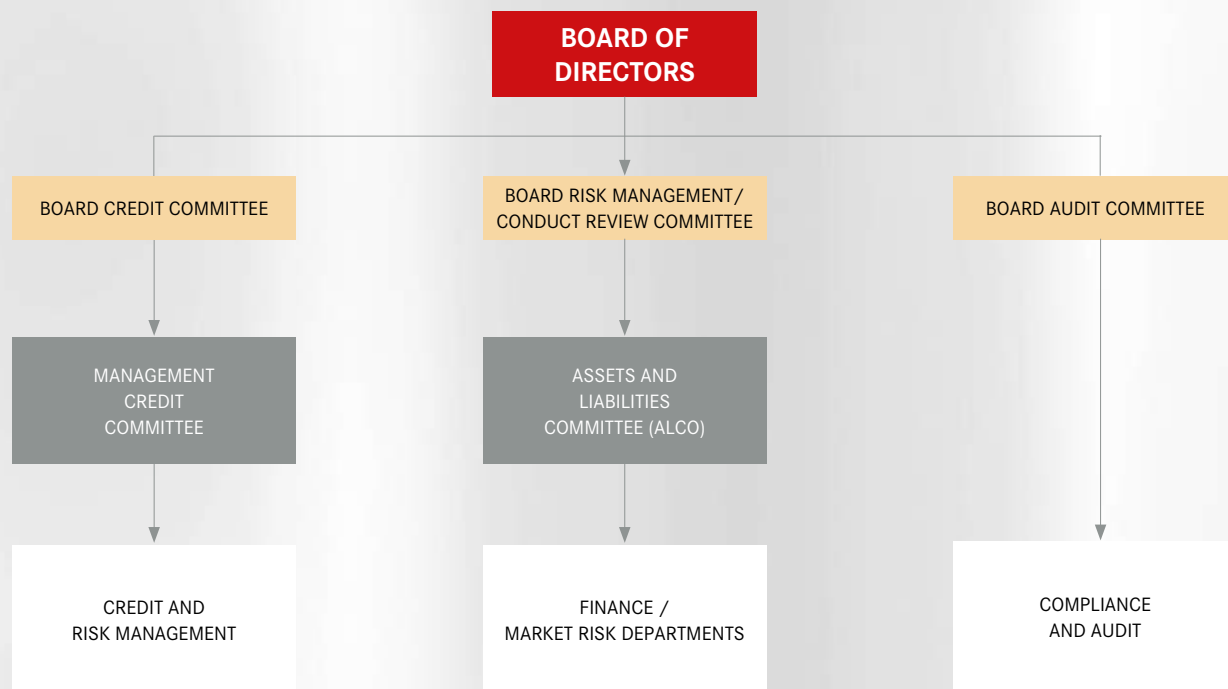 BOARD OF
DIRECTORS
BOARD CREDIT COMMITTEE
BOARD RISK MANAGEMENT/
CONDUCT REVIEW COMMITTEE
BOARD AUDIT COMMITTEE
MANAGEMENT
CREDIT
COMMITTEE
ASSETS AND
LIABILITIES
COMMITTEE (ALCO)
CREDIT AND
RISK MANAGEMENT
FINANCE /
MARKET RISK DEPARTMENTS
COMPLIANCE
AND AUDIT